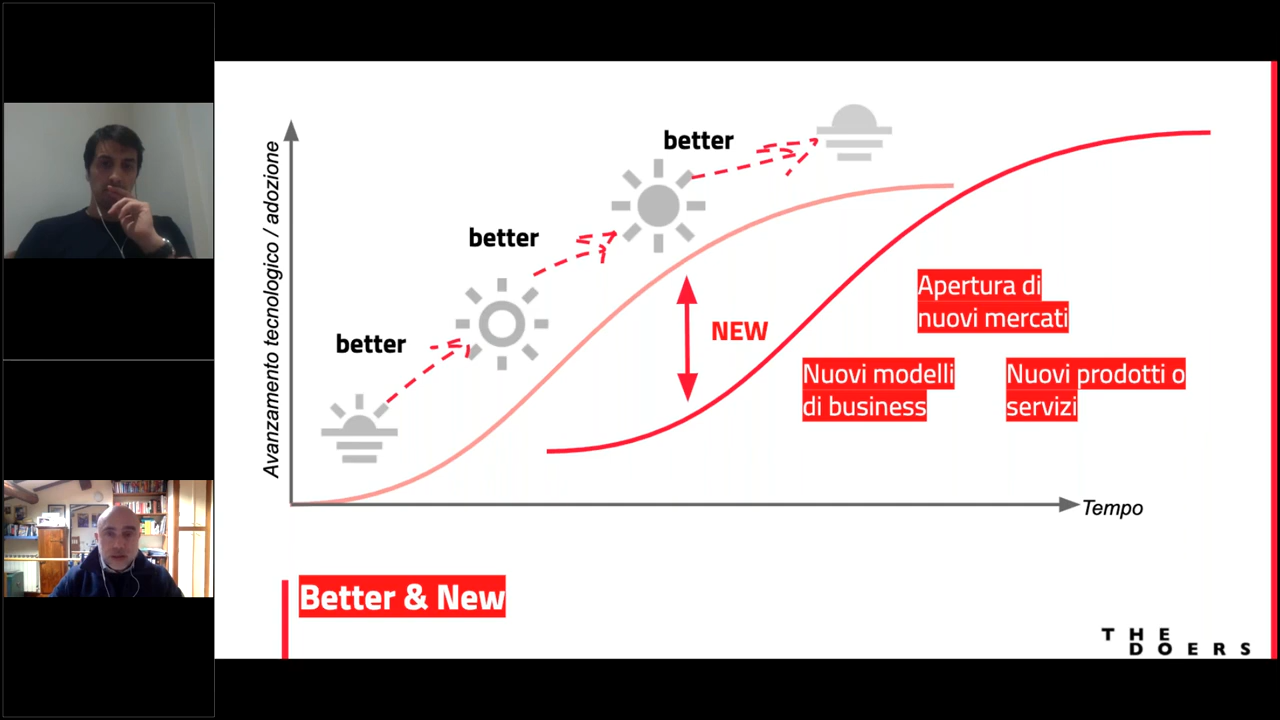 better
better
better
better
Avanzamento tecnologico / adozione
NEW
Apertura di
nuovi mercati
Nuovi modelli
di business
Nuovi prodotti o
servizi
Tempo
Better & New
THE
DOERS